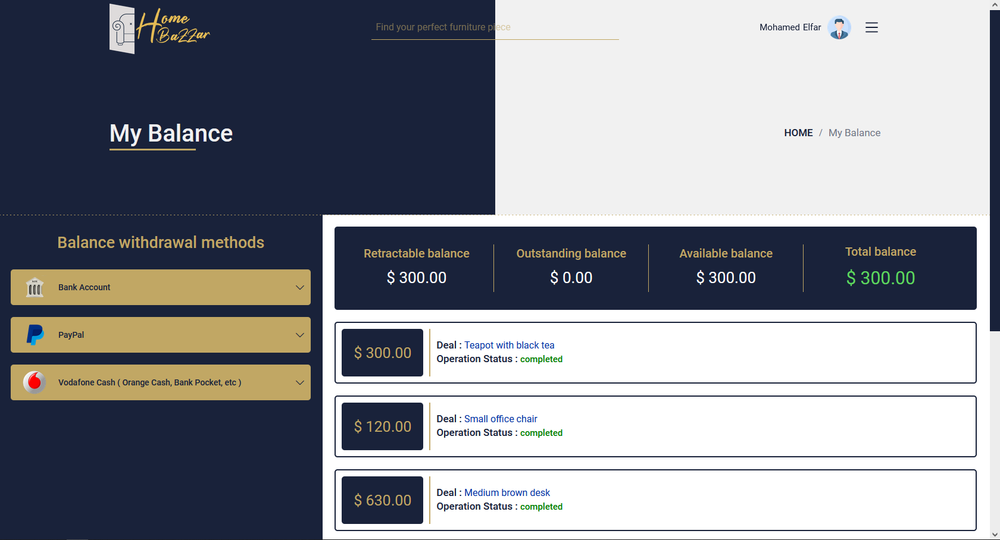 Home
BaZZar
Find your perfect furniture piece
Mohamed Elfar
My Balance
HOME / My Balance
Balance withdrawal methods
BANK
Bank Account
PayPal
Vodafone Cash ( Orange Cash, Bank Pocket, etc )
Retractable balance
$ 300.00
Outstanding balance
$ 0.00
Available balance
$ 300.00
Total balance
$ 300.00
$ 300.00
Deal : Teapot with black tea
Operation Status : completed
$ 120.00
Deal : Small office chair
Operation Status : completed
$ 630.00
Deal : Medium brown desk
Operation Status : completed